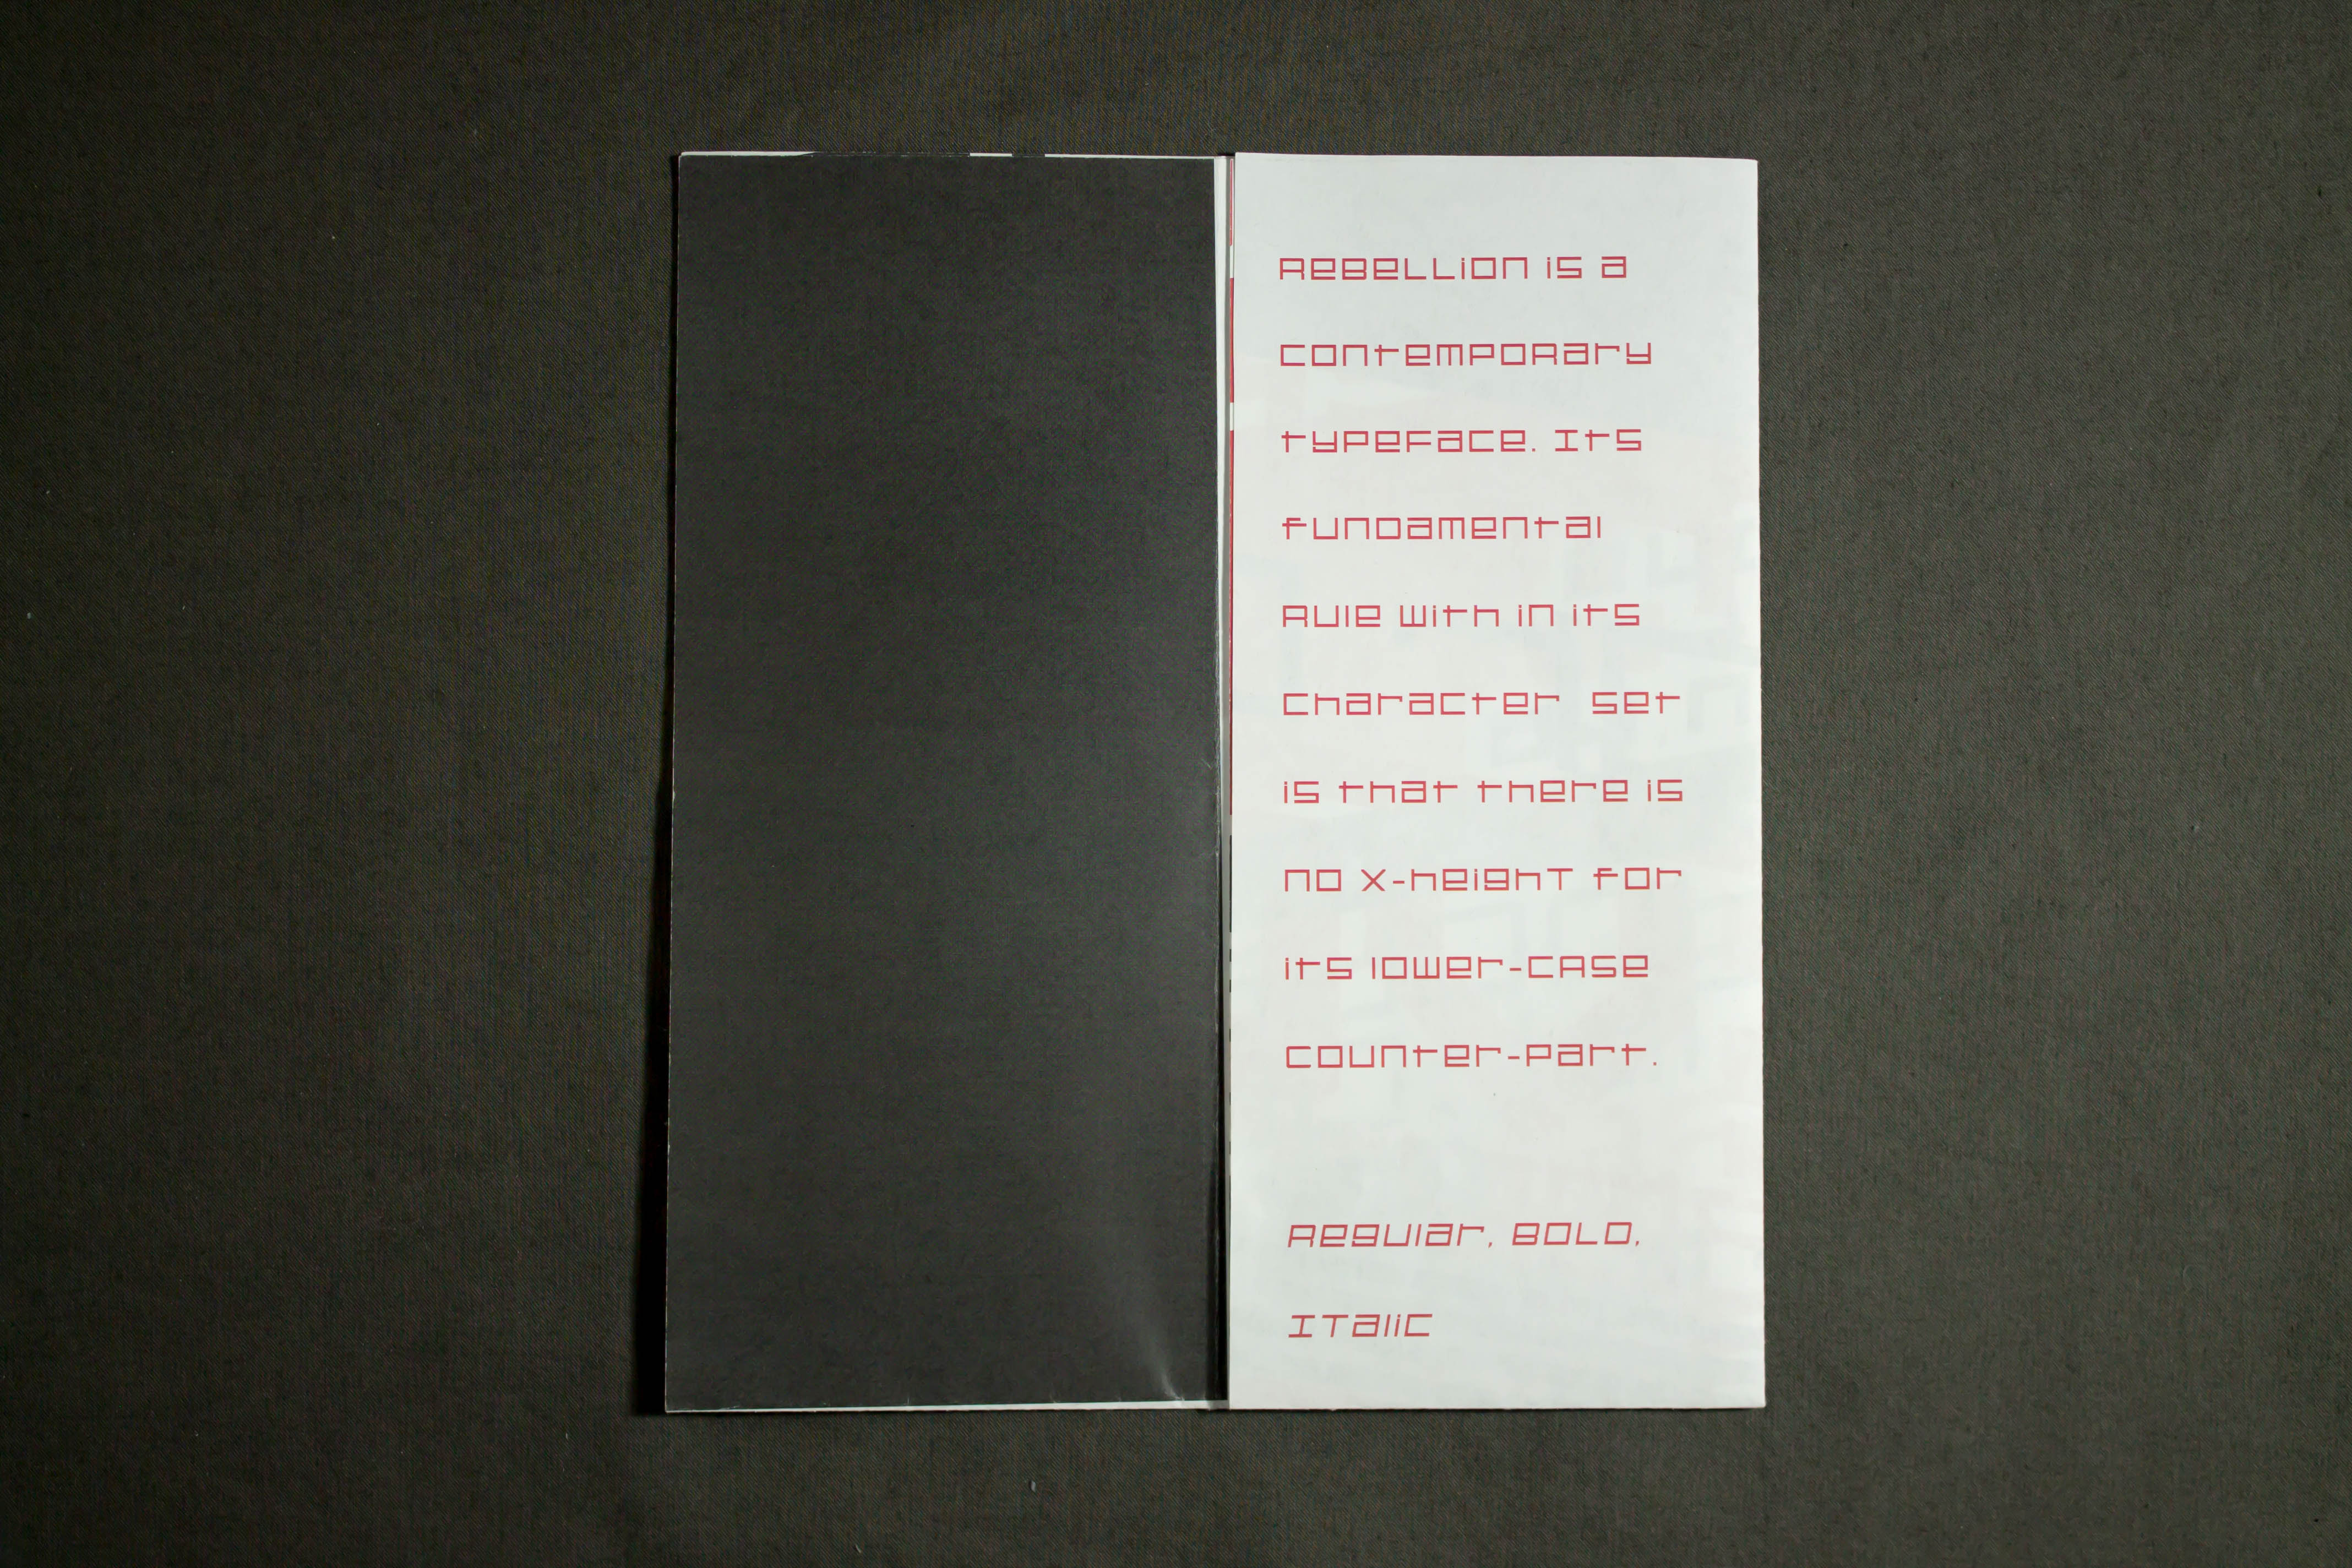 Rebellion is a
contemporary
typeface. Its
fundamental
Rule with in its
character set
is that there is
no x-height for
its lower-case
counter-part.
Regular, Bold,
Italic